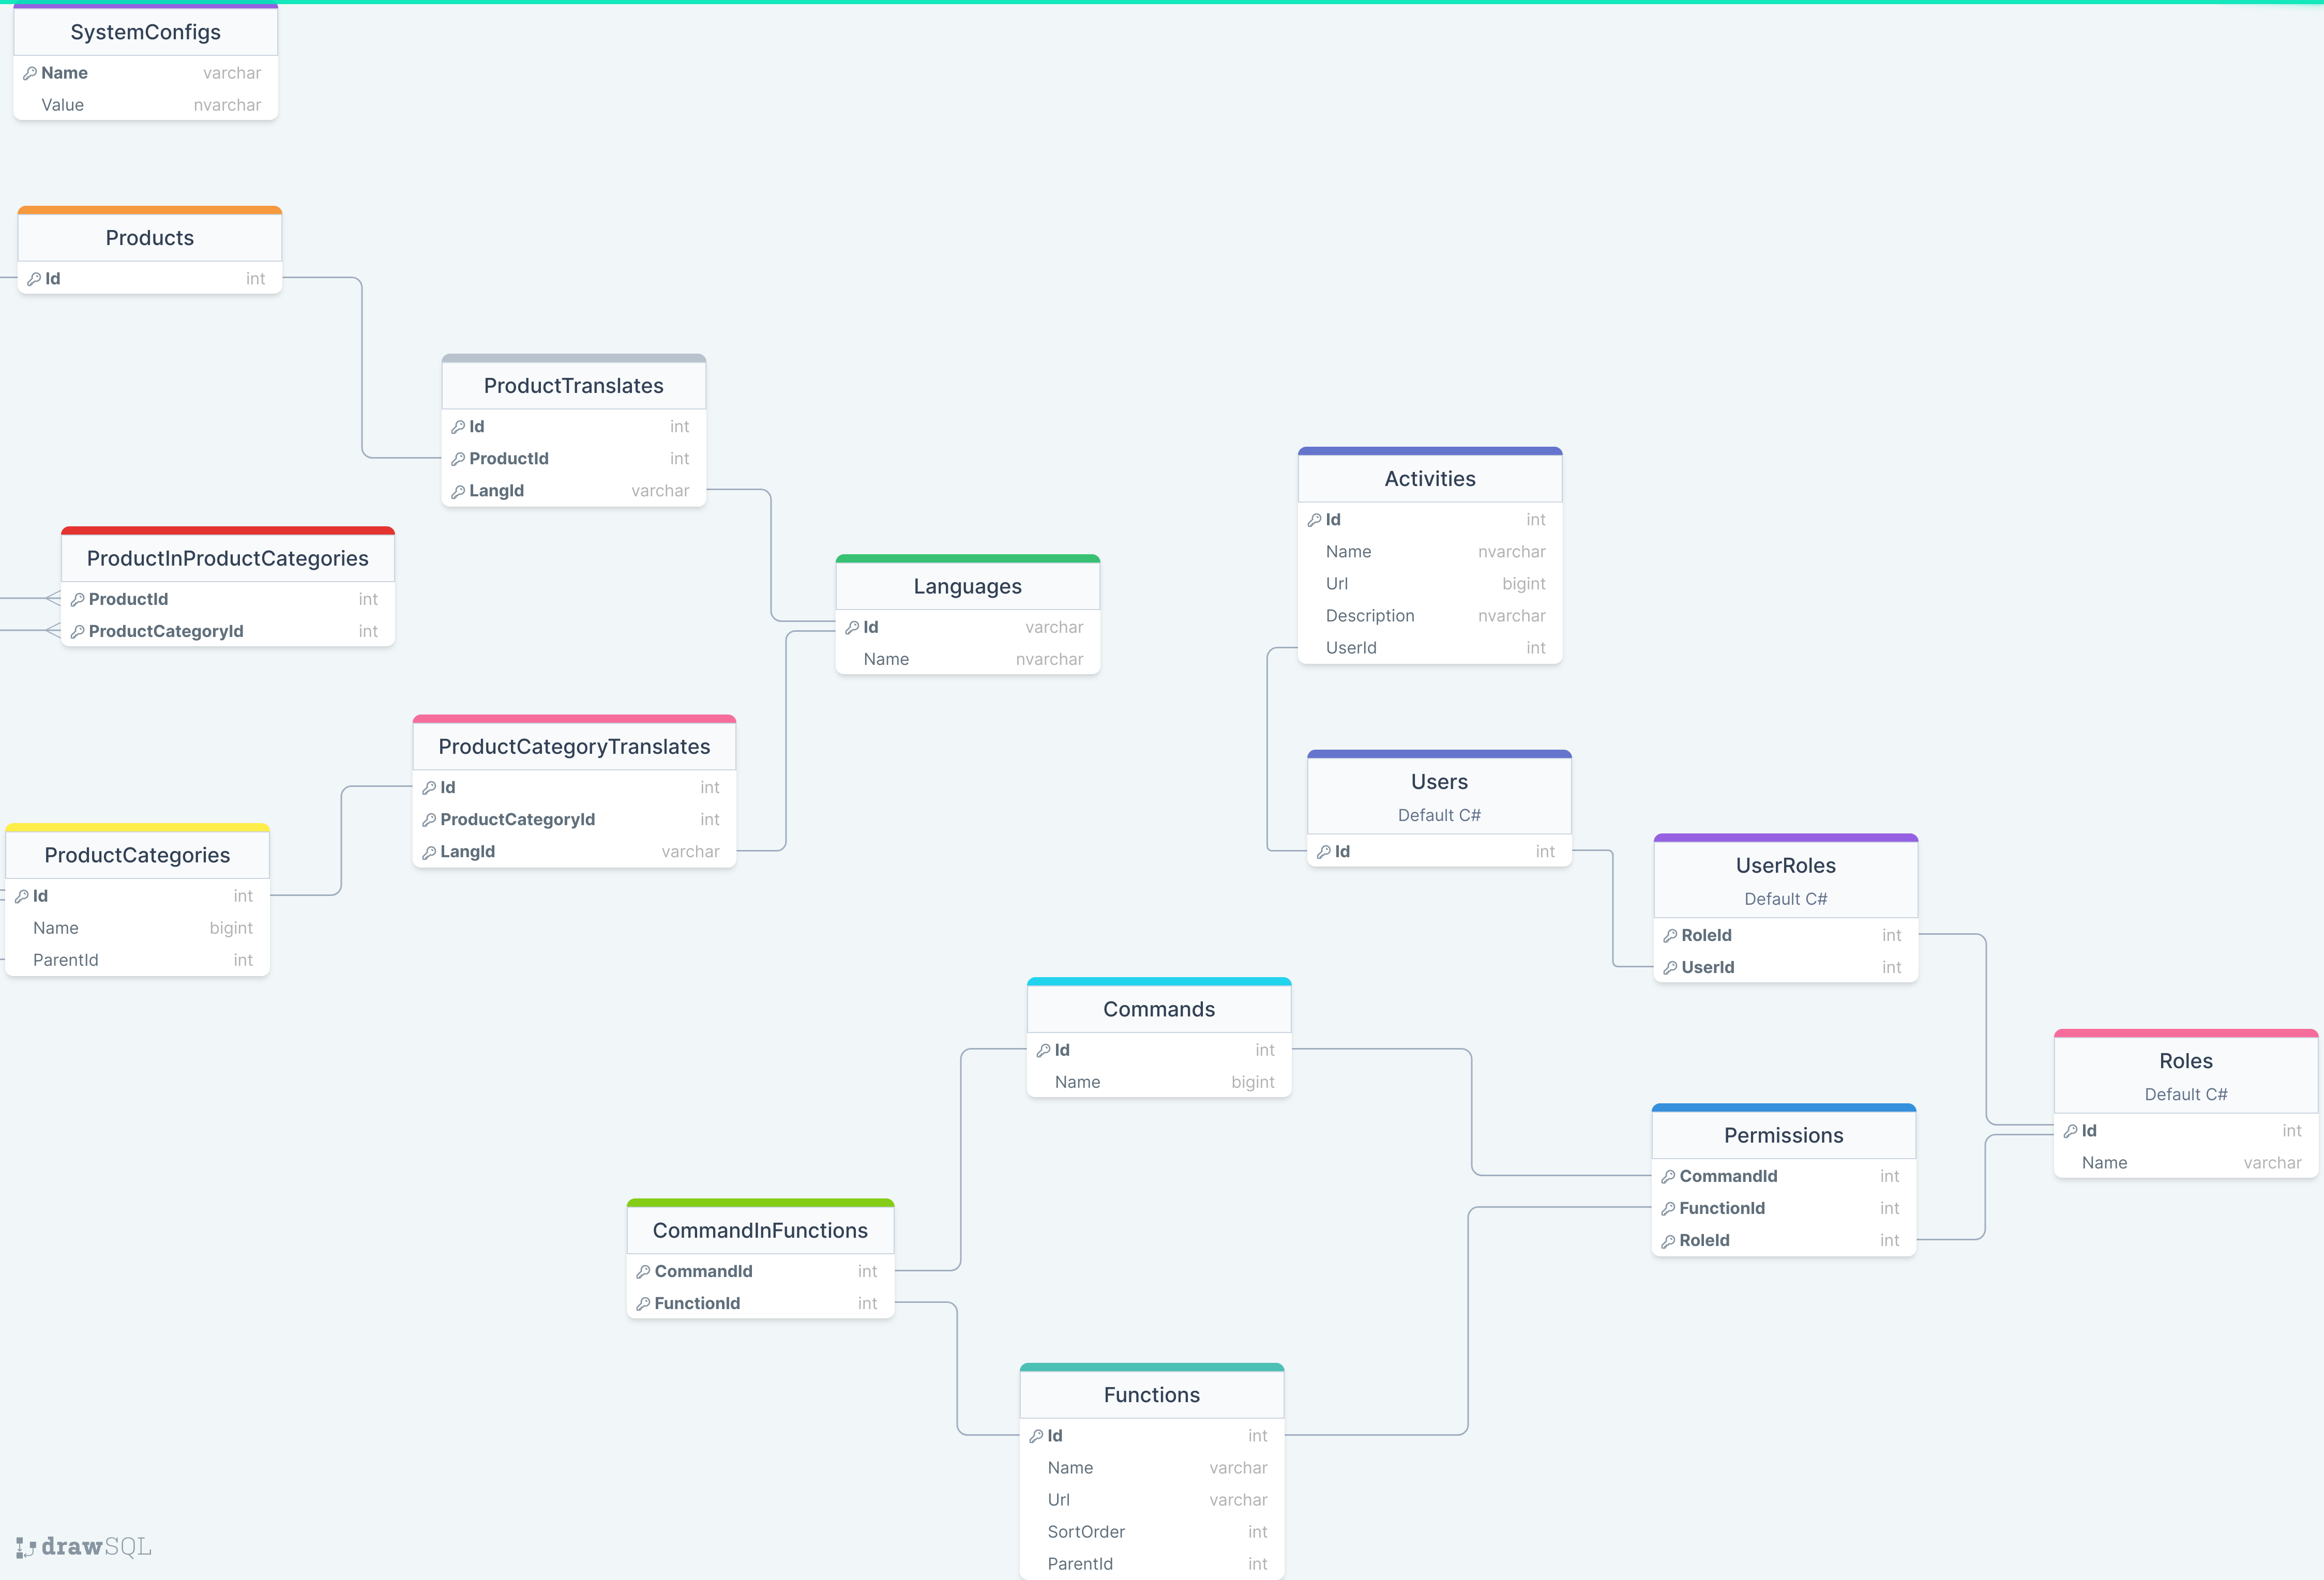 SystemConfigs
Name varchar
Value nvarchar
Products
Id int
ProductTranslates
Id int
ProductId int
LangId varchar
ProductInProductCategories
ProductId int
ProductCategoryId int
Languages
Id varchar
Name nvarchar
Activities
Id int
Name nvarchar
Url bigint
Description nvarchar
UserId int
ProductCategoryTranslates
Id int
ProductCategoryId int
LangId varchar
ProductCategories
Id int
Name bigint
ParentId int
Users
Default C#
Id int
UserRoles
Default C#
RoleId int
UserId int
Commands
Id int
Name bigint
Roles
Default C#
Id int
Name varchar
Permissions
CommandId int
FunctionId int
RoleId int
CommandInFunctions
CommandId int
FunctionId int
Functions
Id int
Name varchar
Url varchar
SortOrder int
ParentId int
drawSQL